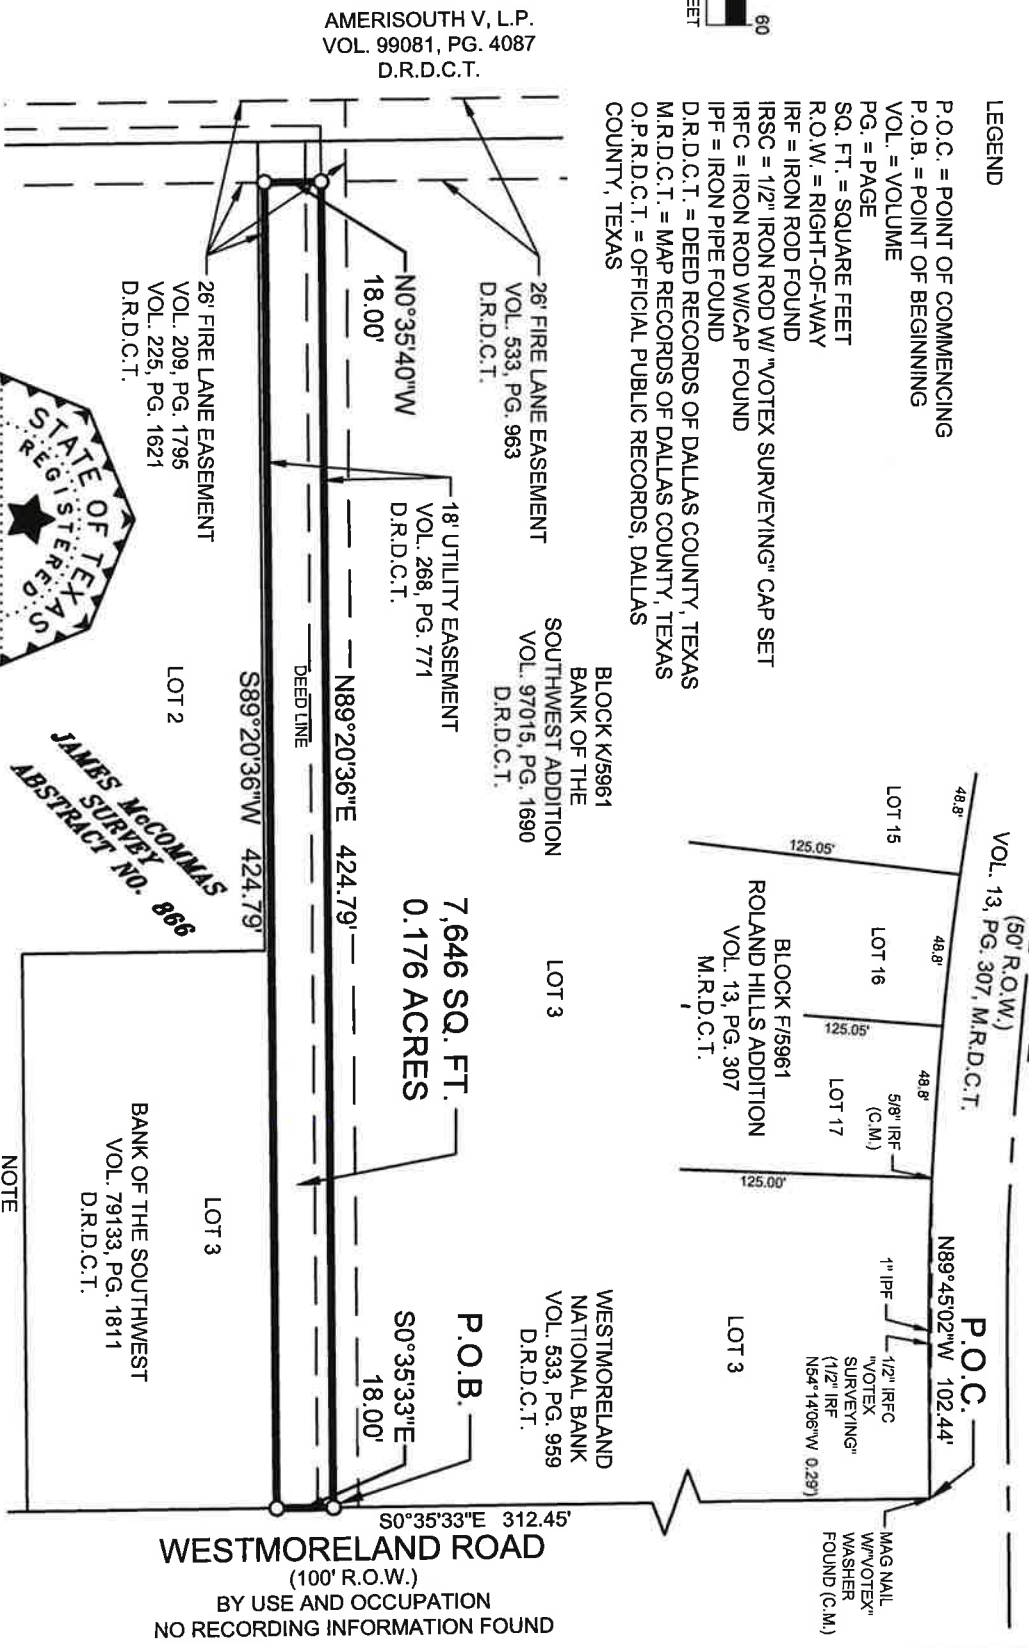 AMERISOUTH V, L.P.
VOL. 99081, PG. 4087
D.R.D.C.T.
60
EET
LEGEND
P.O.C. = POINT OF COMMENCING
P.O.B. = POINT OF BEGINNING
VOL. = VOLUME
PG. = PAGE
SQ. FT. = SQUARE FEET
R.O.W. = RIGHT-OF-WAY
IRF = IRON ROD FOUND
IRSC = 1/2" IRON ROD W/ "VOTEX SURVEYING" CAP SET
IRFC = IRON ROD W/CAP FOUND
IPF = IRON PIPE FOUND
D.R.D.C.T. = DEED RECORDS OF DALLAS COUNTY, TEXAS
M.R.D.C.T. = MAP RECORDS OF DALLAS COUNTY, TEXAS
O.P.R.D.C.T. = OFFICIAL PUBLIC RECORDS, DALLAS
COUNTY, TEXAS
(50' R.O.W.)
VOL. 13, PG. 307, M.R.D.C.T.
48.8'
LOT 15
125.05'
48.8'
LOT 16
125.05'
48.8'
LOT 17
5/8" IRF
(C.M.)
125.00'
BLOCK F/5961
ROLAND HILLS ADDITION
VOL. 13, PG. 307
M.R.D.C.T.
P.O.C.
N89°45'02"W 102.44'
1" IPF
1/2" IRFC
"VOTEX
SURVEYING"
(1/2" IRF
N54°14'06"W 0.29')
MAG NAIL
W/"VOTEX"
WASHER
FOUND (C.M.)
LOT 3
26' FIRE LANE EASEMENT
VOL. 533, PG. 963
D.R.D.C.T.
BLOCK K/5961
BANK OF THE
SOUTHWEST ADDITION
VOL. 97015, PG. 1690
D.R.D.C.T.
LOT 3
WESTMORELAND
NATIONAL BANK
VOL. 533, PG. 959
D.R.D.C.T.
N0°35'40"W
18.00'
18' UTILITY EASEMENT
VOL. 268, PG. 771
D.R.D.C.T.
7,646 SQ. FT.
0.176 ACRES
P.O.B.
S0°35'33"E
18.00'
N89°20'36"E 424.79'
DEED LINE
S89°20'36"W 424.79'
26' FIRE LANE EASEMENT
VOL. 209, PG. 1795
VOL. 225, PG. 1621
D.R.D.C.T.
LOT 2
JAMES McCOMMAS
SURVEY
ABSTRACT NO. 866
LOT 3
BANK OF THE SOUTHWEST
VOL. 79133, PG. 1811
D.R.D.C.T.
STATE OF TEXAS
REGISTERED
NOTE
S0°35'33"E 312.45'
WESTMORELAND ROAD
(100' R.O.W.)
BY USE AND OCCUPATION
NO RECORDING INFORMATION FOUND